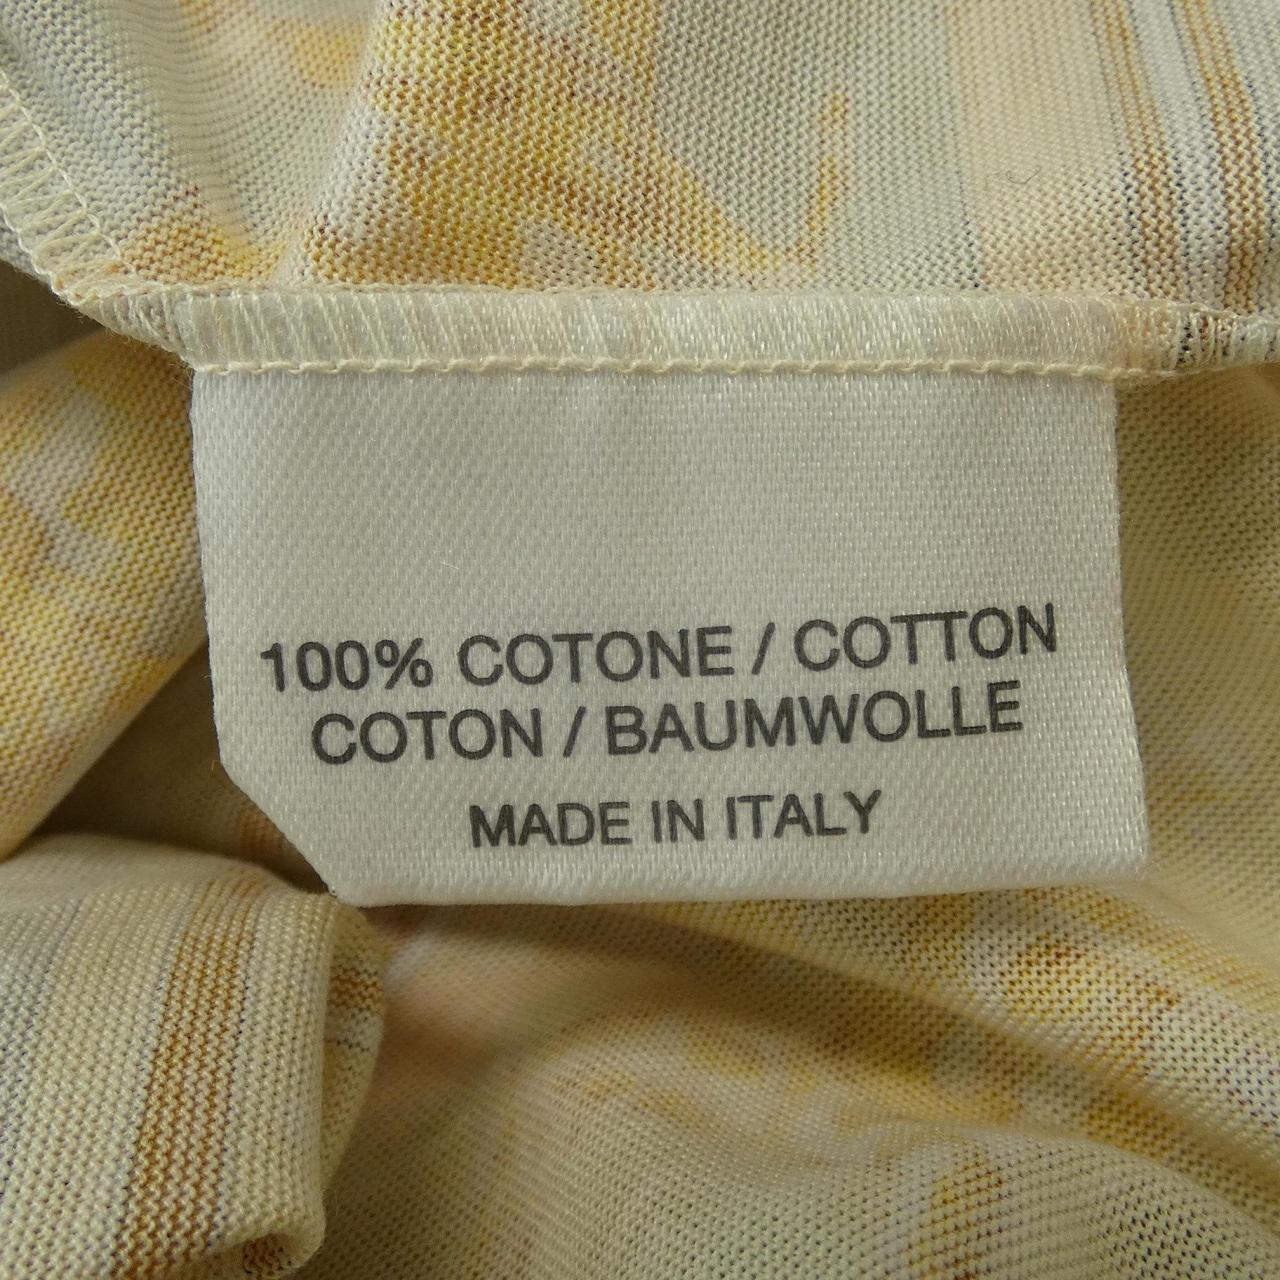 100% COTONE / COTTON
COTON / BAUMWOLLE
MADE IN ITALY